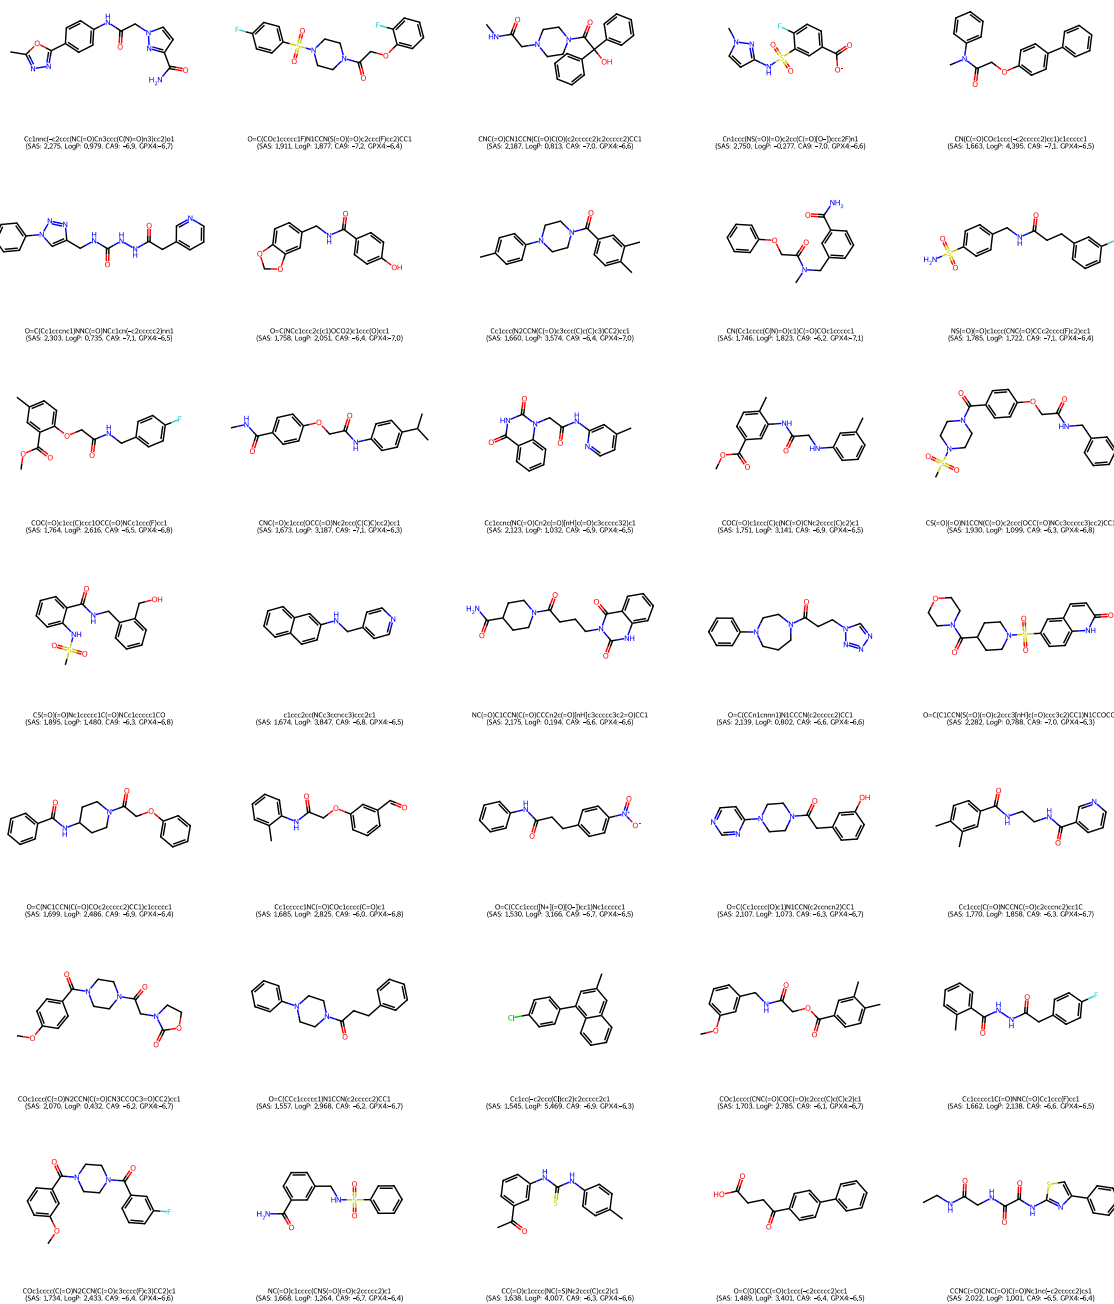 Cc1nnc(-c2ccc(NC(=O)Cn3ccc(C(N)=O)n3)cc2)o1
(SAS: 2.275, LogP: 0.979, CA9: -6.9, GPX4:-6.7)
O=C(COc1ccccc1F)N1CCN(S(=O)(=O)c2ccc(F)cc2)CC1
(SAS: 1.911, LogP: 1.877, CA9: -7.2, GPX4:-6.4)
CNC(=O)CN1CCN(C(=O)C(O)(c2ccccc2)c2ccccc2)CC1
(SAS: 2.187, LogP: 0.813, CA9: -7.0, GPX4:-6.6)
Cn1ccc(NS(=O)(=O)c2cc(C(=O)[O-])ccc2F)n1
(SAS: 2.750, LogP: -0.277, CA9: -7.0, GPX4:-6.6)
CN(C(=O)COc1ccc(-c2ccccc2)cc1)c1ccccc1
(SAS: 1.663, LogP: 4.395, CA9: -7.1, GPX4:-6.5)
O=C(Cc1cccnc1)NNC(=O)NCc1cn(-c2ccccc2)nn1
(SAS: 2.303, LogP: 0.735, CA9: -7.1, GPX4:-6.5)
O=C(NCc1ccc2c(c1)OCO2)c1ccc(O)cc1
(SAS: 1.758, LogP: 2.051, CA9: -6.4, GPX4:-7.0)
Cc1ccc(N2CCN(C(=O)c3ccc(C)c(C)c3)CC2)cc1
(SAS: 1.660, LogP: 3.574, CA9: -6.4, GPX4:-7.0)
CN(Cc1cccc(C(N)=O)c1)C(=O)COc1ccccc1
(SAS: 1.746, LogP: 1.823, CA9: -6.2, GPX4:-7.1)
NS(=O)(=O)c1ccc(CNC(=O)CCc2cccc(F)c2)cc1
(SAS: 1.785, LogP: 1.722, CA9: -7.1, GPX4:-6.4)
COC(=O)c1cc(C)ccc1OCC(=O)NCc1ccc(F)cc1
(SAS: 1.764, LogP: 2.616, CA9: -6.5, GPX4:-6.8)
CNC(=O)c1ccc(OCC(=O)Nc2ccc(C(C)C)cc2)cc1
(SAS: 1.673, LogP: 3.187, CA9: -7.1, GPX4:-6.3)
Cc1ccnc(NC(=O)Cn2c(=O)[nH]c(=O)c3ccccc32)c1
(SAS: 2.123, LogP: 1.032, CA9: -6.9, GPX4:-6.5)
COC(=O)c1ccc(C)c(NC(=O)CNc2cccc(C)c2)c1
(SAS: 1.751, LogP: 3.141, CA9: -6.9, GPX4:-6.5)
CS(=O)(=O)N1CCN(C(=O)c2ccc(OCC(=O)NCc3ccccc3)cc2)CC1
(SAS: 1.930, LogP: 1.099, CA9: -6.3, GPX4:-6.8)
CS(=O)(=O)Nc1ccccc1C(=O)NCc1ccccc1CO
(SAS: 1.895, LogP: 1.480, CA9: -6.3, GPX4:-6.8)
c1ccc2cc(NCc3ccncc3)ccc2c1
(SAS: 1.674, LogP: 3.847, CA9: -6.8, GPX4:-6.5)
NC(=O)C1CCN(C(=O)CCCn2c(=O)[nH]c3ccccc3c2=O)CC1
(SAS: 2.175, LogP: 0.194, CA9: -6.6, GPX4:-6.6)
O=C(CCn1cnnn1)N1CCCN(c2ccccc2)CC1
(SAS: 2.139, LogP: 0.802, CA9: -6.6, GPX4:-6.6)
O=C(C1CCN(S(=O)(=O)c2ccc3[nH]c(=O)ccc3c2)CC1)N1CCOCC
(SAS: 2.282, LogP: 0.788, CA9: -7.0, GPX4:-6.3)
O=C(NC1CCN(C(=O)COc2ccccc2)CC1)c1ccccc1
(SAS: 1.699, LogP: 2.486, CA9: -6.9, GPX4:-6.4)
Cc1ccccc1NC(=O)COc1cccc(C=O)c1
(SAS: 1.685, LogP: 2.825, CA9: -6.0, GPX4:-6.8)
O=C(CCc1ccc([N+](=O)[O-])cc1)Nc1ccccc1
(SAS: 1.530, LogP: 3.166, CA9: -6.7, GPX4:-6.5)
O=C(Cc1cccc(O)c1)N1CCN(c2ccncn2)CC1
(SAS: 2.107, LogP: 1.073, CA9: -6.3, GPX4:-6.7)
Cc1ccc(C(=O)NCCNC(=O)c2cccnc2)cc1C
(SAS: 1.770, LogP: 1.858, CA9: -6.3, GPX4:-6.7)
COc1ccc(C(=O)N2CCN(C(=O)CN3CCOC3=O)CC2)cc1
(SAS: 2.070, LogP: 0.432, CA9: -6.2, GPX4:-6.7)
O=C(CCc1ccccc1)N1CCN(c2ccccc2)CC1
(SAS: 1.557, LogP: 2.968, CA9: -6.2, GPX4:-6.7)
Cc1cc(-c2ccc(Cl)cc2)c2ccccc2c1
(SAS: 1.545, LogP: 5.469, CA9: -6.9, GPX4:-6.3)
COc1cccc(CNC(=O)COC(=O)c2ccc(C)c(C)c2)c1
(SAS: 1.703, LogP: 2.785, CA9: -6.1, GPX4:-6.7)
Cc1ccccc1C(=O)NNC(=O)Cc1ccc(F)cc1
(SAS: 1.662, LogP: 2.138, CA9: -6.6, GPX4:-6.5)
COc1cccc(C(=O)N2CCN(C(=O)c3cccc(F)c3)CC2)c1
(SAS: 1.734, LogP: 2.433, CA9: -6.4, GPX4:-6.6)
NC(=O)c1cccc(CNS(=O)(=O)c2ccccc2)c1
(SAS: 1.668, LogP: 1.264, CA9: -6.7, GPX4:-6.4)
CC(=O)c1cccc(NC(=S)Nc2ccc(C)cc2)c1
(SAS: 1.638, LogP: 4.007, CA9: -6.3, GPX4:-6.6)
O=C(O)CCC(=O)c1ccc(-c2ccccc2)cc1
(SAS: 1.489, LogP: 3.401, CA9: -6.4, GPX4:-6.5)
CCNC(=O)CNC(=O)C(=O)Nc1nc(-c2ccccc2)cs1
(SAS: 2.022, LogP: 1.001, CA9: -6.5, GPX4:-6.4)